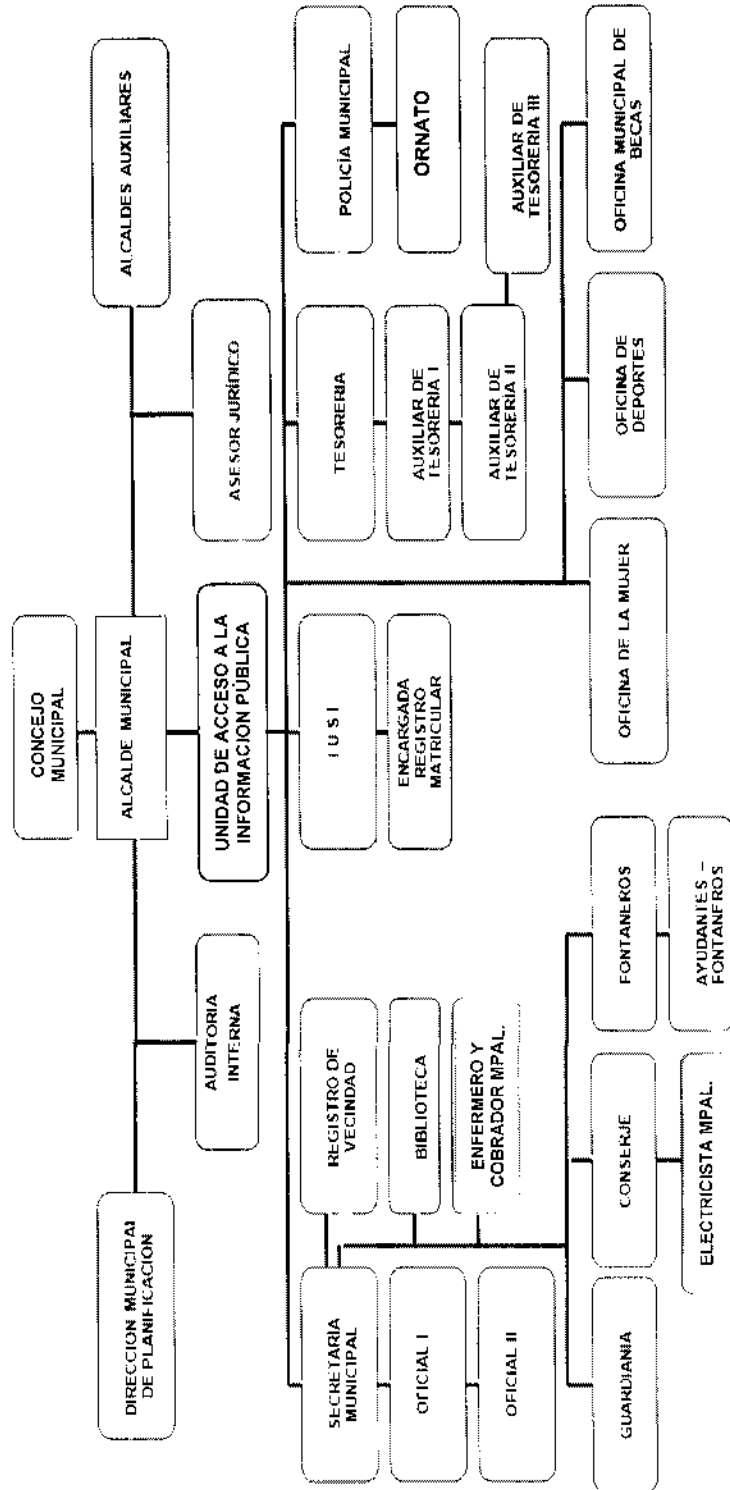 CONCEJO
MUNICIPAL
ALCALDE MUNICIPAL
DIRECCION MUNICIPAL
DE PLANIFICACION
ALCALDES AUXILIARES
AUDITORIA
INTERNA
UNIDAD DE ACCESO A LA
INFORMACION PÚBLICA
ASESOR JURÍDICO
SECRETARIA
MUNICIPAL
REGISTRO DE
VECINDAD
I U S I
TESORERIA
POLICÍA MUNICIPAL
OFICIAL I
BIBLIOTECA
ENCARGADA
REGISTRO
MATRICULAR
AUXILIAR DE
TESORERIA I
ORNATO
OFICIAL II
ENFERMERO Y
COBRADOR MPAL.
AUXILIAR DE
TESORERÍA II
AUXILIAR DE
TESORERIA III
GUARDIANIA
CONSERJE
FONTANEROS
OFICINA DE LA MUJER
OFICINA DE
DEPORTES
OFICINA MUNICIPAL DE
BECAS
ELECTRICISTA MPAL.
AYUDANTES –
FONTANEROS